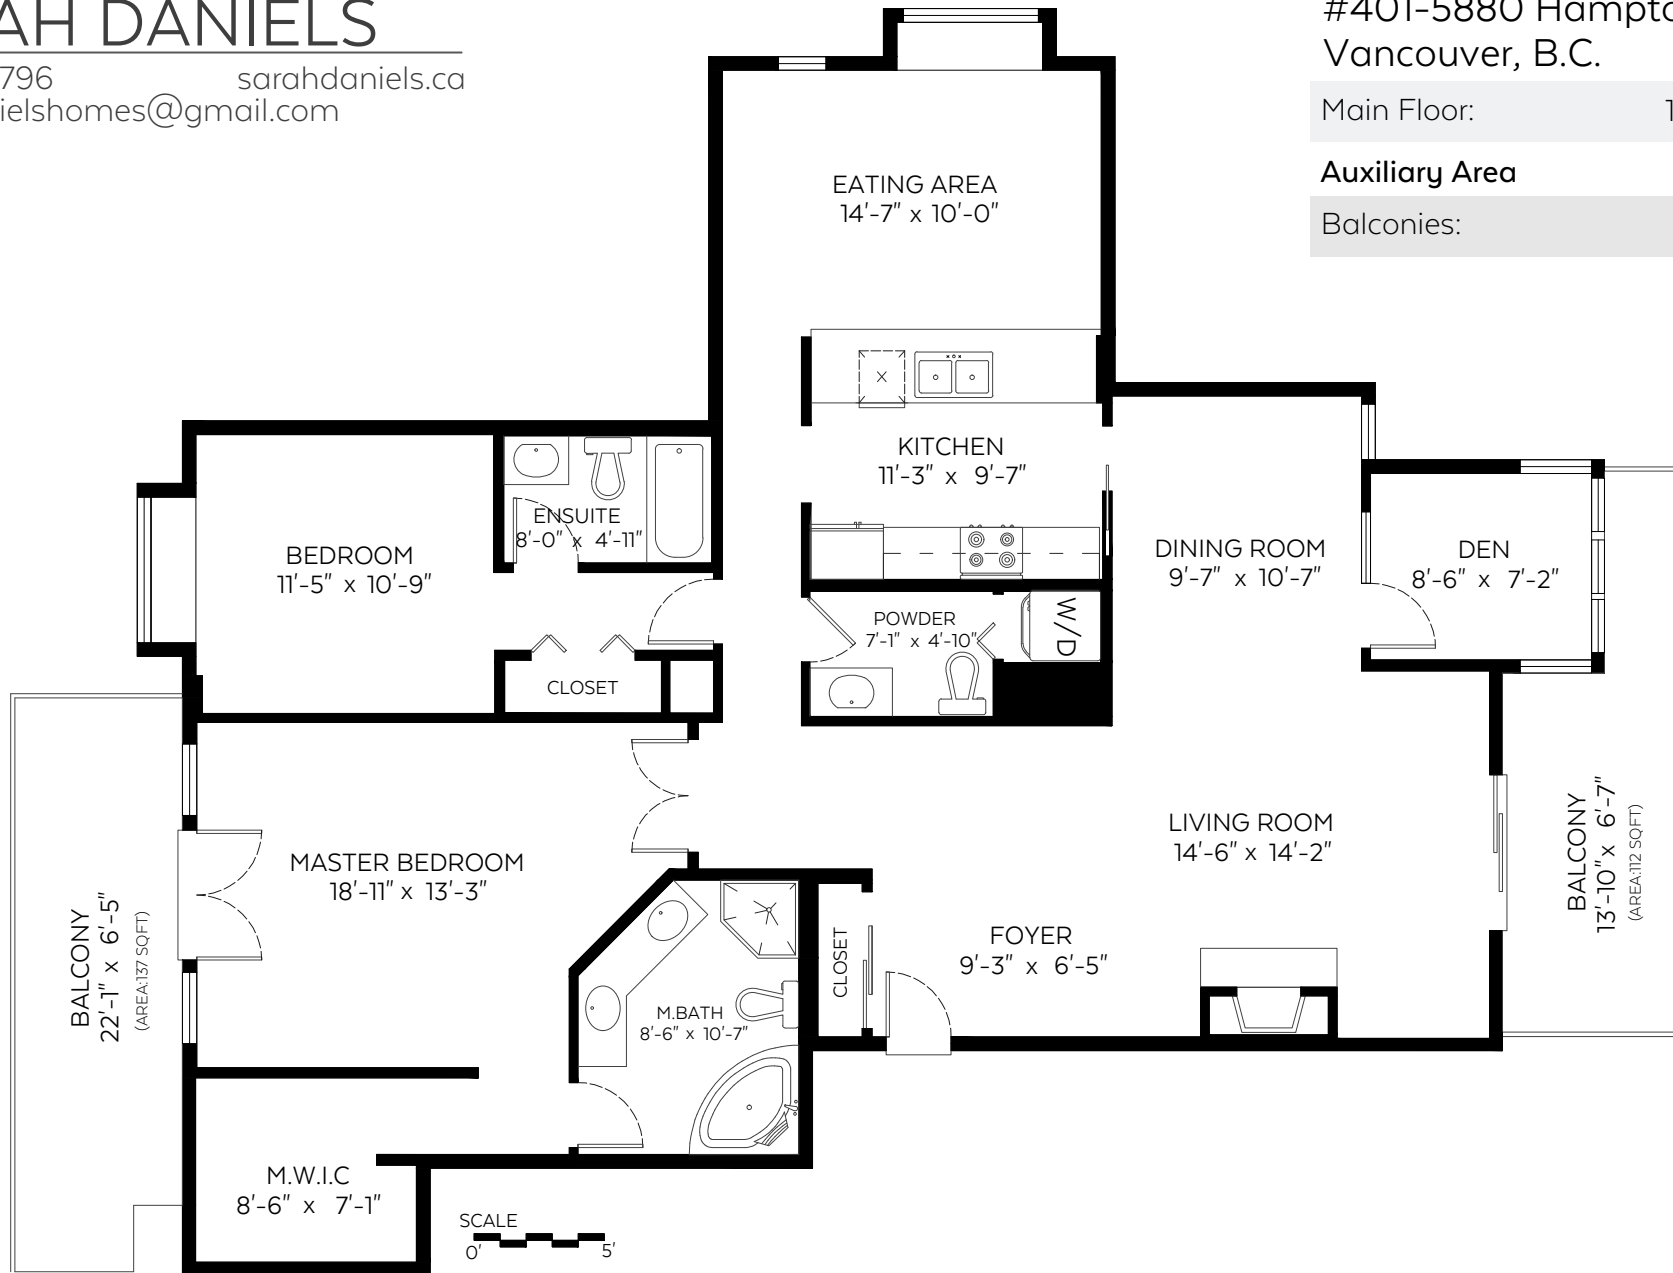 AH DANIELS
796 sarahdaniels.ca
ielshomes@gmail.com
#401-5880 Hampto
Vancouver, B.C.
Main Floor: 1
Auxiliary Area
Balconies:
EATING AREA
14'-7" x 10'-0"
KITCHEN
11'-3" x 9'-7"
ENSUITE
8'-0" x 4'-11"
BEDROOM
11'-5" x 10'-9"
DINING ROOM
9'-7" x 10'-7"
DEN
8'-6" x 7'-2"
POWDER
7'-1" x 4'-10"
W/D
CLOSET
LIVING ROOM
14'-6" x 14'-2"
BALCONY
13'-10" x 6'-7"
(AREA:112 SQFT)
MASTER BEDROOM
18'-11" x 13'-3"
BALCONY
22'-1" x 6'-5"
(AREA:137 SQFT)
FOYER
9'-3" x 6'-5"
CLOSET
M.BATH
8'-6" x 10'-7"
M.W.I.C
8'-6" x 7'-1"
SCALE
0' 5'